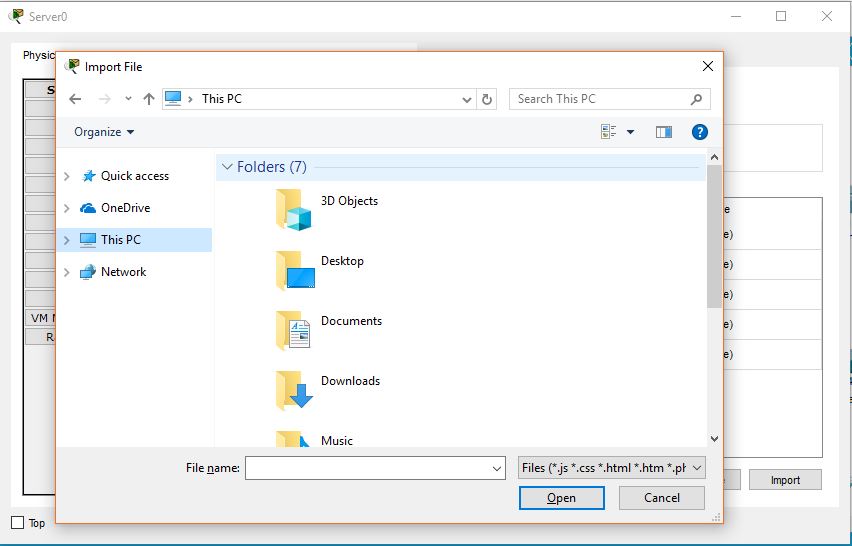 Server0
Physic
Import File
This PC
Search This PC
Organize
Quick access
OneDrive
This PC
Network
Folders (7)
3D Objects
Desktop
Documents
Downloads
Music
S
VM
e
e)
e)
e)
e)
e)
File name:
Files (*.js *.css *.html *.htm *.ph
Open
Cancel
Import
Top